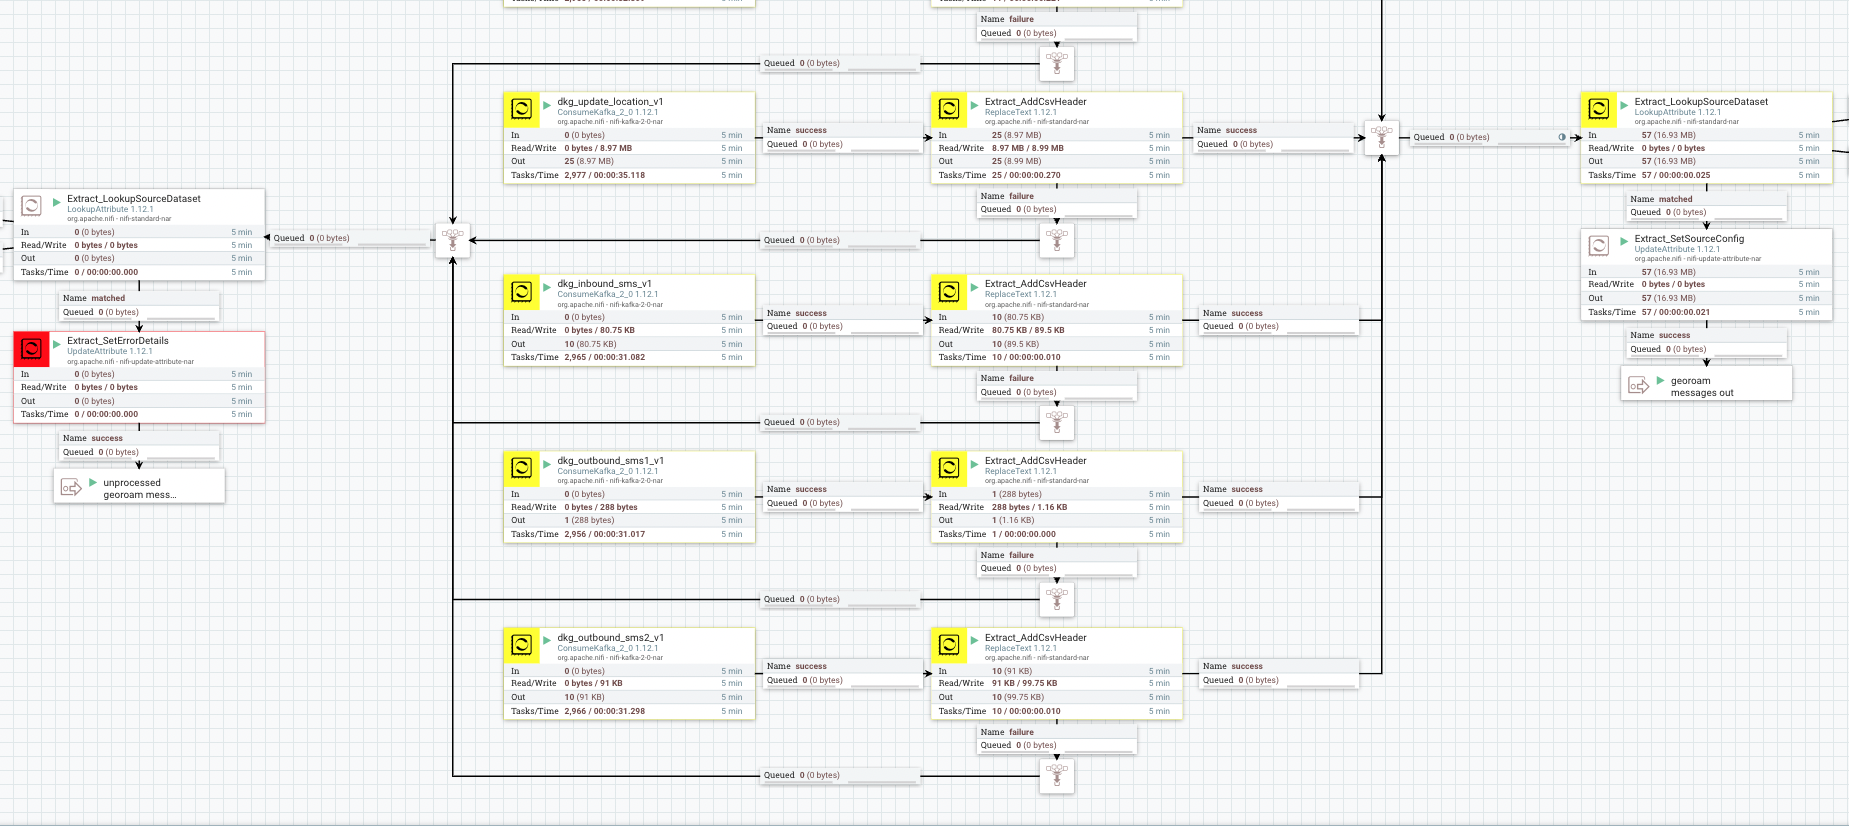 Name failure
Queued 0 (0 bytes)
Queued 0 (0 bytes)
dkg_update_location_v1
ConsumeKafka_2_0 1.12.1
org.apache.nifi - nifi-kafka-2-0-nar
In 0 (0 bytes) 5 min
Read/Write 0 bytes / 8.97 MB 5 min
Out 25 (8.97 MB) 5 min
Tasks/Time 2,977 / 00:00:35.118 5 min
Name success
Queued 0 (0 bytes)
Extract_AddCsvHeader
ReplaceText 1.12.1
org.apache.nifi - nifi-standard-nar
In 25 (8.97 MB) 5 min
Read/Write 8.97 MB / 8.99 MB 5 min
Out 25 (8.99 MB) 5 min
Tasks/Time 25 / 00:00:00.270 5 min
Name success
Queued 0 (0 bytes)
Queued 0 (0 bytes)
Extract_LookupSourceDataset
LookupAttribute 1.12.1
org.apache.nifi - nifi-standard-nar
In 57 (16.93 MB) 5 min
Read/Write 0 bytes / 0 bytes 5 min
Out 57 (16.93 MB) 5 min
Tasks/Time 57 / 00:00:00.025 5 min
Name matched
Queued 0 (0 bytes)
Extract_SetSourceConfig
UpdateAttribute 1.12.1
org.apache.nifi - nifi-update-attribute-nar
In 57 (16.93 MB) 5 min
Read/Write 0 bytes / 0 bytes 5 min
Out 57 (16.93 MB) 5 min
Tasks/Time 57 / 00:00:00.021 5 min
Name success
Queued 0 (0 bytes)
georoam
messages out
Name failure
Queued 0 (0 bytes)
Queued 0 (0 bytes)
Queued 0 (0 bytes)
Extract_LookupSourceDataset
LookupAttribute 1.12.1
org.apache.nifi - nifi-standard-nar
In 0 (0 bytes) 5 min
Read/Write 0 bytes / 0 bytes 5 min
Out 0 (0 bytes) 5 min
Tasks/Time 0 / 00:00:00.000 5 min
Name matched
Queued 0 (0 bytes)
Extract_SetErrorDetails
UpdateAttribute 1.12.1
org.apache.nifi - nifi-update-attribute-nar
In 0 (0 bytes) 5 min
Read/Write 0 bytes / 0 bytes 5 min
Out 0 (0 bytes) 5 min
Tasks/Time 0 / 00:00:00.000 5 min
Name success
Queued 0 (0 bytes)
unprocessed
georoam mess...
dkg_inbound_sms_v1
ConsumeKafka_2_0 1.12.1
org.apache.nifi - nifi-kafka-2-0-nar
In 0 (0 bytes) 5 min
Read/Write 0 bytes / 80.75 KB 5 min
Out 10 (80.75 KB) 5 min
Tasks/Time 2,965 / 00:00:31.082 5 min
Name success
Queued 0 (0 bytes)
Extract_AddCsvHeader
ReplaceText 1.12.1
org.apache.nifi - nifi-standard-nar
In 10 (80.75 KB) 5 min
Read/Write 80.75 KB / 89.5 KB 5 min
Out 10 (89.5 KB) 5 min
Tasks/Time 10 / 00:00:00.010 5 min
Name success
Queued 0 (0 bytes)
Name failure
Queued 0 (0 bytes)
Queued 0 (0 bytes)
dkg_outbound_sms1_v1
ConsumeKafka_2_0 1.12.1
org.apache.nifi - nifi-kafka-2-0-nar
In 0 (0 bytes) 5 min
Read/Write 0 bytes / 288 bytes 5 min
Out 1 (288 bytes) 5 min
Tasks/Time 2,956 / 00:00:31.017 5 min
Name success
Queued 0 (0 bytes)
Extract_AddCsvHeader
ReplaceText 1.12.1
org.apache.nifi - nifi-standard-nar
In 1 (288 bytes) 5 min
Read/Write 288 bytes / 1.16 KB 5 min
Out 1 (1.16 KB) 5 min
Tasks/Time 1 / 00:00:00.000 5 min
Name success
Queued 0 (0 bytes)
Name failure
Queued 0 (0 bytes)
Queued 0 (0 bytes)
dkg_outbound_sms2_v1
ConsumeKafka_2_0 1.12.1
org.apache.nifi - nifi-kafka-2-0-nar
In 0 (0 bytes) 5 min
Read/Write 0 bytes / 91 KB 5 min
Out 10 (91 KB) 5 min
Tasks/Time 2,966 / 00:00:31.298 5 min
Name success
Queued 0 (0 bytes)
Extract_AddCsvHeader
ReplaceText 1.12.1
org.apache.nifi - nifi-standard-nar
In 10 (91 KB) 5 min
Read/Write 91 KB / 99.75 KB 5 min
Out 10 (99.75 KB) 5 min
Tasks/Time 10 / 00:00:00.010 5 min
Name success
Queued 0 (0 bytes)
Name failure
Queued 0 (0 bytes)
Queued 0 (0 bytes)